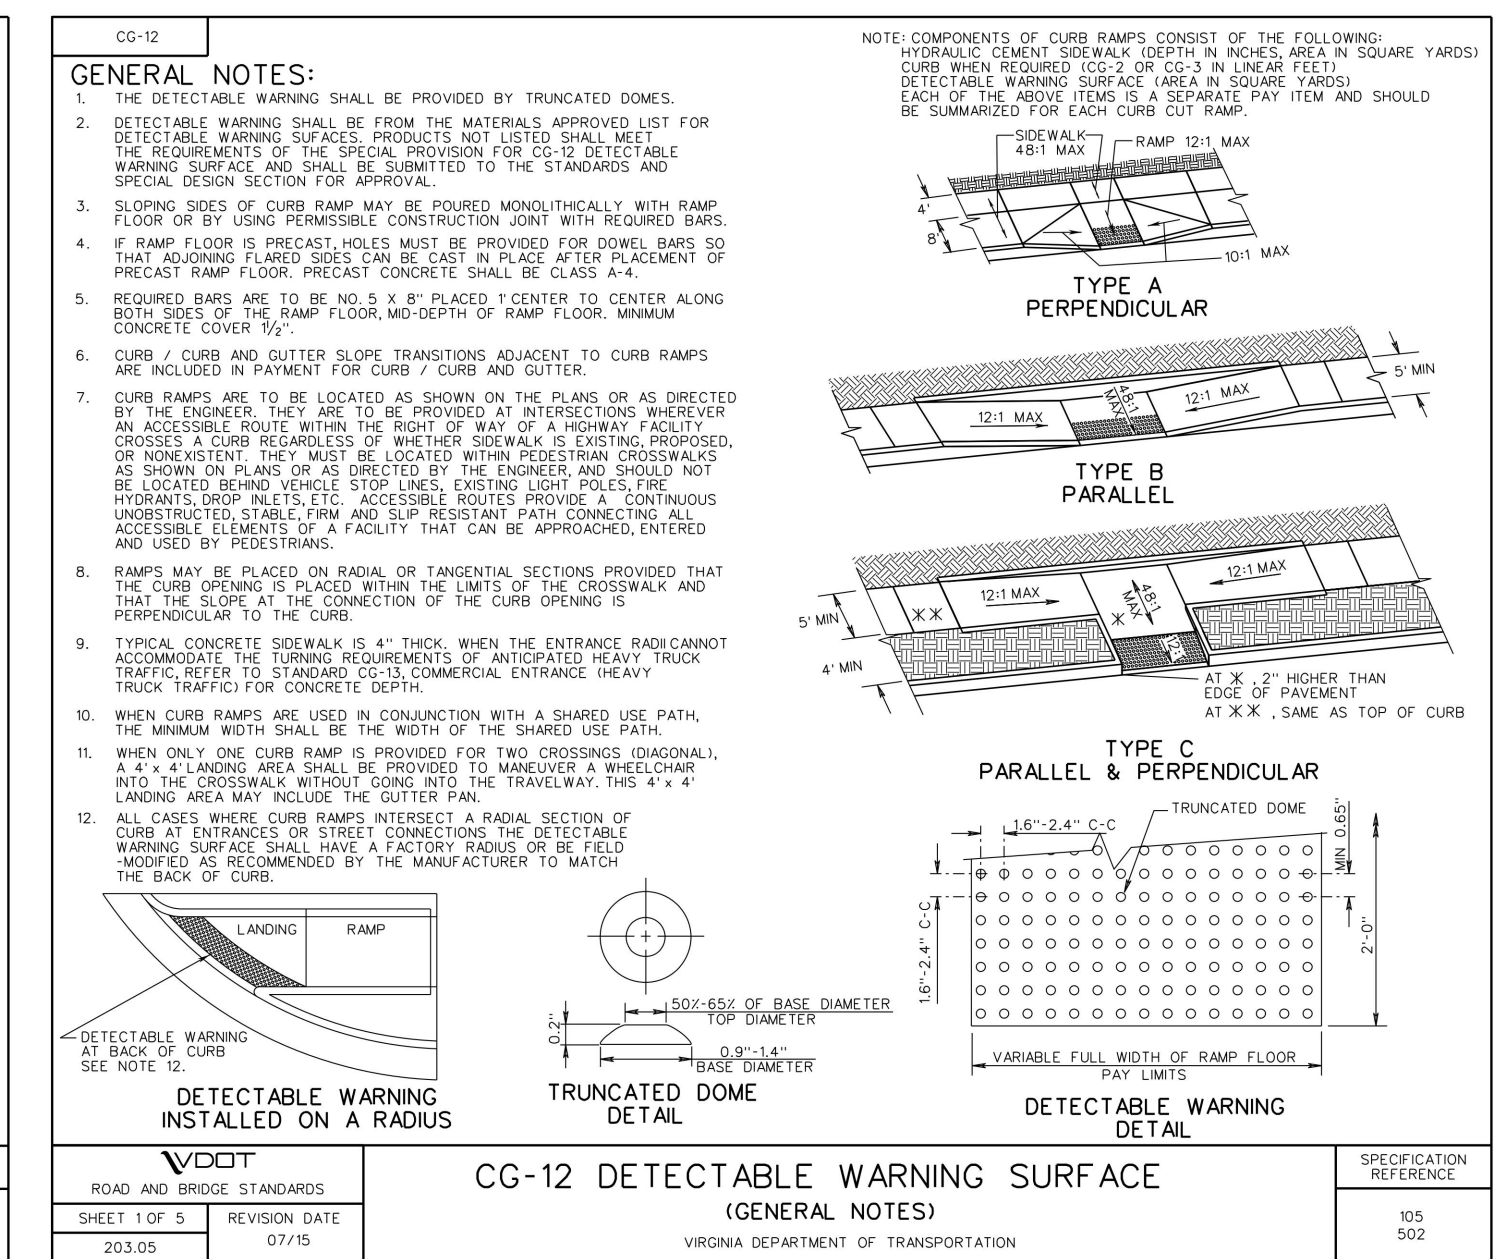 CG-12
GENERAL NOTES:
1. THE DETECTABLE WARNING SHALL BE PROVIDED BY TRUNCATED DOMES.
2. DETECTABLE WARNING SHALL BE FROM THE MATERIALS APPROVED LIST FOR
DETECTABLE WARNING SUFACES. PRODUCTS NOT LISTED SHALL MEET
THE REQUIREMENTS OF THE SPECIAL PROVISION FOR CG-12 DETECTABLE
WARNING SURFACE AND SHALL BE SUBMITTED TO THE STANDARDS AND
SPECIAL DESIGN SECTION FOR APPROVAL.
3. SLOPING SIDES OF CURB RAMP MAY BE POURED MONOLITHICALLY WITH RAMP
FLOOR OR BY USING PERMISSIBLE CONSTRUCTION JOINT WITH REQUIRED BARS.
4. IF RAMP FLOOR IS PRECAST, HOLES MUST BE PROVIDED FOR DOWEL BARS SO
THAT ADJOINING FLARED SIDES CAN BE CAST IN PLACE AFTER PLACEMENT OF
PRECAST RAMP FLOOR. PRECAST CONCRETE SHALL BE CLASS A-4.
5. REQUIRED BARS ARE TO BE NO. 5 X 8" PLACED 1' CENTER TO CENTER ALONG
BOTH SIDES OF THE RAMP FLOOR, MID-DEPTH OF RAMP FLOOR. MINIMUM
CONCRETE COVER 1 1/2".
6. CURB / CURB AND GUTTER SLOPE TRANSITIONS ADJACENT TO CURB RAMPS
ARE INCLUDED IN PAYMENT FOR CURB / CURB AND GUTTER.
7. CURB RAMPS ARE TO BE LOCATED AS SHOWN ON THE PLANS OR AS DIRECTED
BY THE ENGINEER. THEY ARE TO BE PROVIDED AT INTERSECTIONS WHEREVER
AN ACCESSIBLE ROUTE WITHIN THE RIGHT OF WAY OF A HIGHWAY FACILITY
CROSSES A CURB REGARDLESS OF WHETHER SIDEWALK IS EXISTING, PROPOSED,
OR NONEXISTENT. THEY MUST BE LOCATED WITHIN PEDESTRIAN CROSSWALKS
AS SHOWN ON PLANS OR AS DIRECTED BY THE ENGINEER, AND SHOULD NOT
BE LOCATED BEHIND VEHICLE STOP LINES, EXISTING LIGHT POLES, FIRE
HYDRANTS, DROP INLETS, ETC. ACCESSIBLE ROUTES PROVIDE A CONTINUOUS
UNOBSTRUCTED, STABLE, FIRM AND SLIP RESISTANT PATH CONNECTING ALL
ACCESSIBLE ELEMENTS OF A FACILITY THAT CAN BE APPROACHED, ENTERED
AND USED BY PEDESTRIANS.
8. RAMPS MAY BE PLACED ON RADIAL OR TANGENTIAL SECTIONS PROVIDED THAT
THE CURB OPENING IS PLACED WITHIN THE LIMITS OF THE CROSSWALK AND
THAT THE SLOPE AT THE CONNECTION OF THE CURB OPENING IS
PERPENDICULAR TO THE CURB.
9. TYPICAL CONCRETE SIDEWALK IS 4" THICK. WHEN THE ENTRANCE RADII CANNOT
ACCOMMODATE THE TURNING REQUIREMENTS OF ANTICIPATED HEAVY TRUCK
TRAFFIC, REFER TO STANDARD CG-13, COMMERCIAL ENTRANCE (HEAVY
TRUCK TRAFFIC) FOR CONCRETE DEPTH.
10. WHEN CURB RAMPS ARE USED IN CONJUNCTION WITH A SHARED USE PATH,
THE MINIMUM WIDTH SHALL BE THE WIDTH OF THE SHARED USE PATH.
11. WHEN ONLY ONE CURB RAMP IS PROVIDED FOR TWO CROSSINGS (DIAGONAL),
A 4' x 4' LANDING AREA SHALL BE PROVIDED TO MANEUVER A WHEELCHAIR
INTO THE CROSSWALK WITHOUT GOING INTO THE TRAVELWAY. THIS 4' x 4'
LANDING AREA MAY INCLUDE THE GUTTER PAN.
12. ALL CASES WHERE CURB RAMPS INTERSECT A RADIAL SECTION OF
CURB AT ENTRANCES OR STREET CONNECTIONS THE DETECTABLE
WARNING SURFACE SHALL HAVE A FACTORY RADIUS OR BE FIELD
-MODIFIED AS RECOMMENDED BY THE MANUFACTURER TO MATCH
THE BACK OF CURB.
LANDING
RAMP
DETECTABLE WARNING
AT BACK OF CURB
SEE NOTE 12.
DETECTABLE WARNING
INSTALLED ON A RADIUS
50%-65% OF BASE DIAMETER
TOP DIAMETER
0.2"
0.9"-1.4"
BASE DIAMETER
TRUNCATED DOME
DETAIL
NOTE: COMPONENTS OF CURB RAMPS CONSIST OF THE FOLLOWING:
HYDRAULIC CEMENT SIDEWALK (DEPTH IN INCHES, AREA IN SQUARE YARDS)
CURB WHEN REQUIRED (CG-2 OR CG-3 IN LINEAR FEET)
DETECTABLE WARNING SURFACE (AREA IN SQUARE YARDS)
EACH OF THE ABOVE ITEMS IS A SEPARATE PAY ITEM AND SHOULD
BE SUMMARIZED FOR EACH CURB CUT RAMP.
SIDEWALK
48:1 MAX
RAMP 12:1 MAX
4'
8'
10:1 MAX
TYPE A
PERPENDICULAR
5' MIN
12:1 MAX
48:1
MAX
12:1 MAX
TYPE B
PARALLEL
12:1 MAX
12:1 MAX
48:1
MAX
5' MIN
4' MIN
12:1
AT Ж , 2" HIGHER THAN
EDGE OF PAVEMENT
AT ЖЖ , SAME AS TOP OF CURB
TYPE C
PARALLEL & PERPENDICULAR
TRUNCATED DOME
1.6"-2.4" C-C
MIN 0.65"
1.6"-2.4" C-C
2'-0"
VARIABLE FULL WIDTH OF RAMP FLOOR
PAY LIMITS
DETECTABLE WARNING
DETAIL
VDOT
ROAD AND BRIDGE STANDARDS
SHEET 1 OF 5
REVISION DATE
07/15
203.05
CG-12 DETECTABLE WARNING SURFACE
(GENERAL NOTES)
VIRGINIA DEPARTMENT OF TRANSPORTATION
SPECIFICATION
REFERENCE
105
502